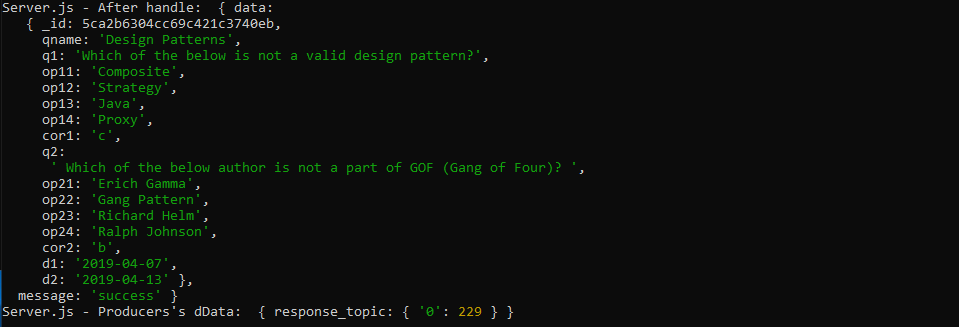 Server.js - After handle:  { data:
   { _id: 5ca2b6304cc69c421c3740eb,
     qname: 'Design Patterns',
     q1: 'Which of the below is not a valid design pattern?',
     op11: 'Composite',
     op12: 'Strategy',
     op13: 'Java',
     op14: 'Proxy',
     cor1: 'c',
     q2:
      ' Which of the below author is not a part of GOF (Gang of Four)? ',
     op21: 'Erich Gamma',
     op22: 'Gang Pattern',
     op23: 'Richard Helm',
     op24: 'Ralph Johnson',
     cor2: 'b',
     d1: '2019-04-07',
     d2: '2019-04-13' },
  message: 'success' }
Server.js - Producers's dData:  { response_topic: { '0': 229 } }